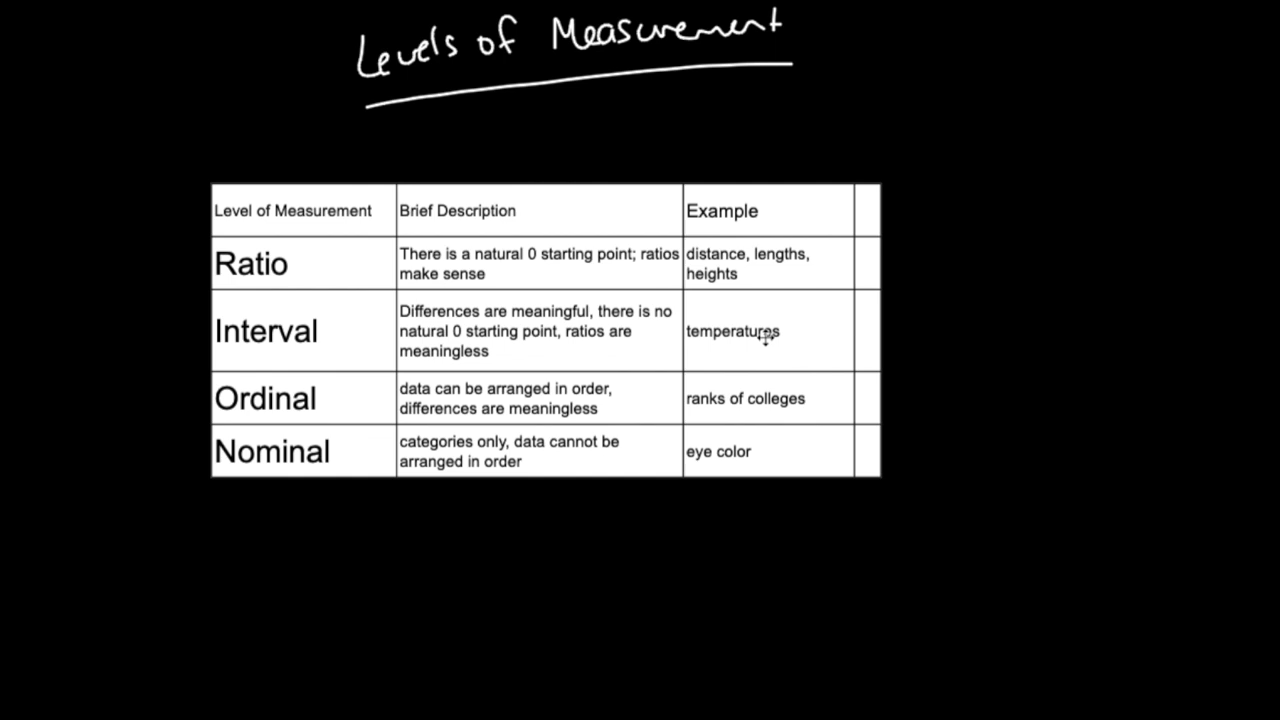 Levels of Measurement
Level of Measurement
Brief Description
Example
Ratio
There is a natural 0 starting point; ratios
make sense
distance, lengths,
heights
Interval
Differences are meaningful, there is no
natural 0 starting point, ratios are
meaningless
temperatures
Ordinal
data can be arranged in order,
differences are meaningless
ranks of colleges
Nominal
categories only, data cannot be
arranged in order
eye color